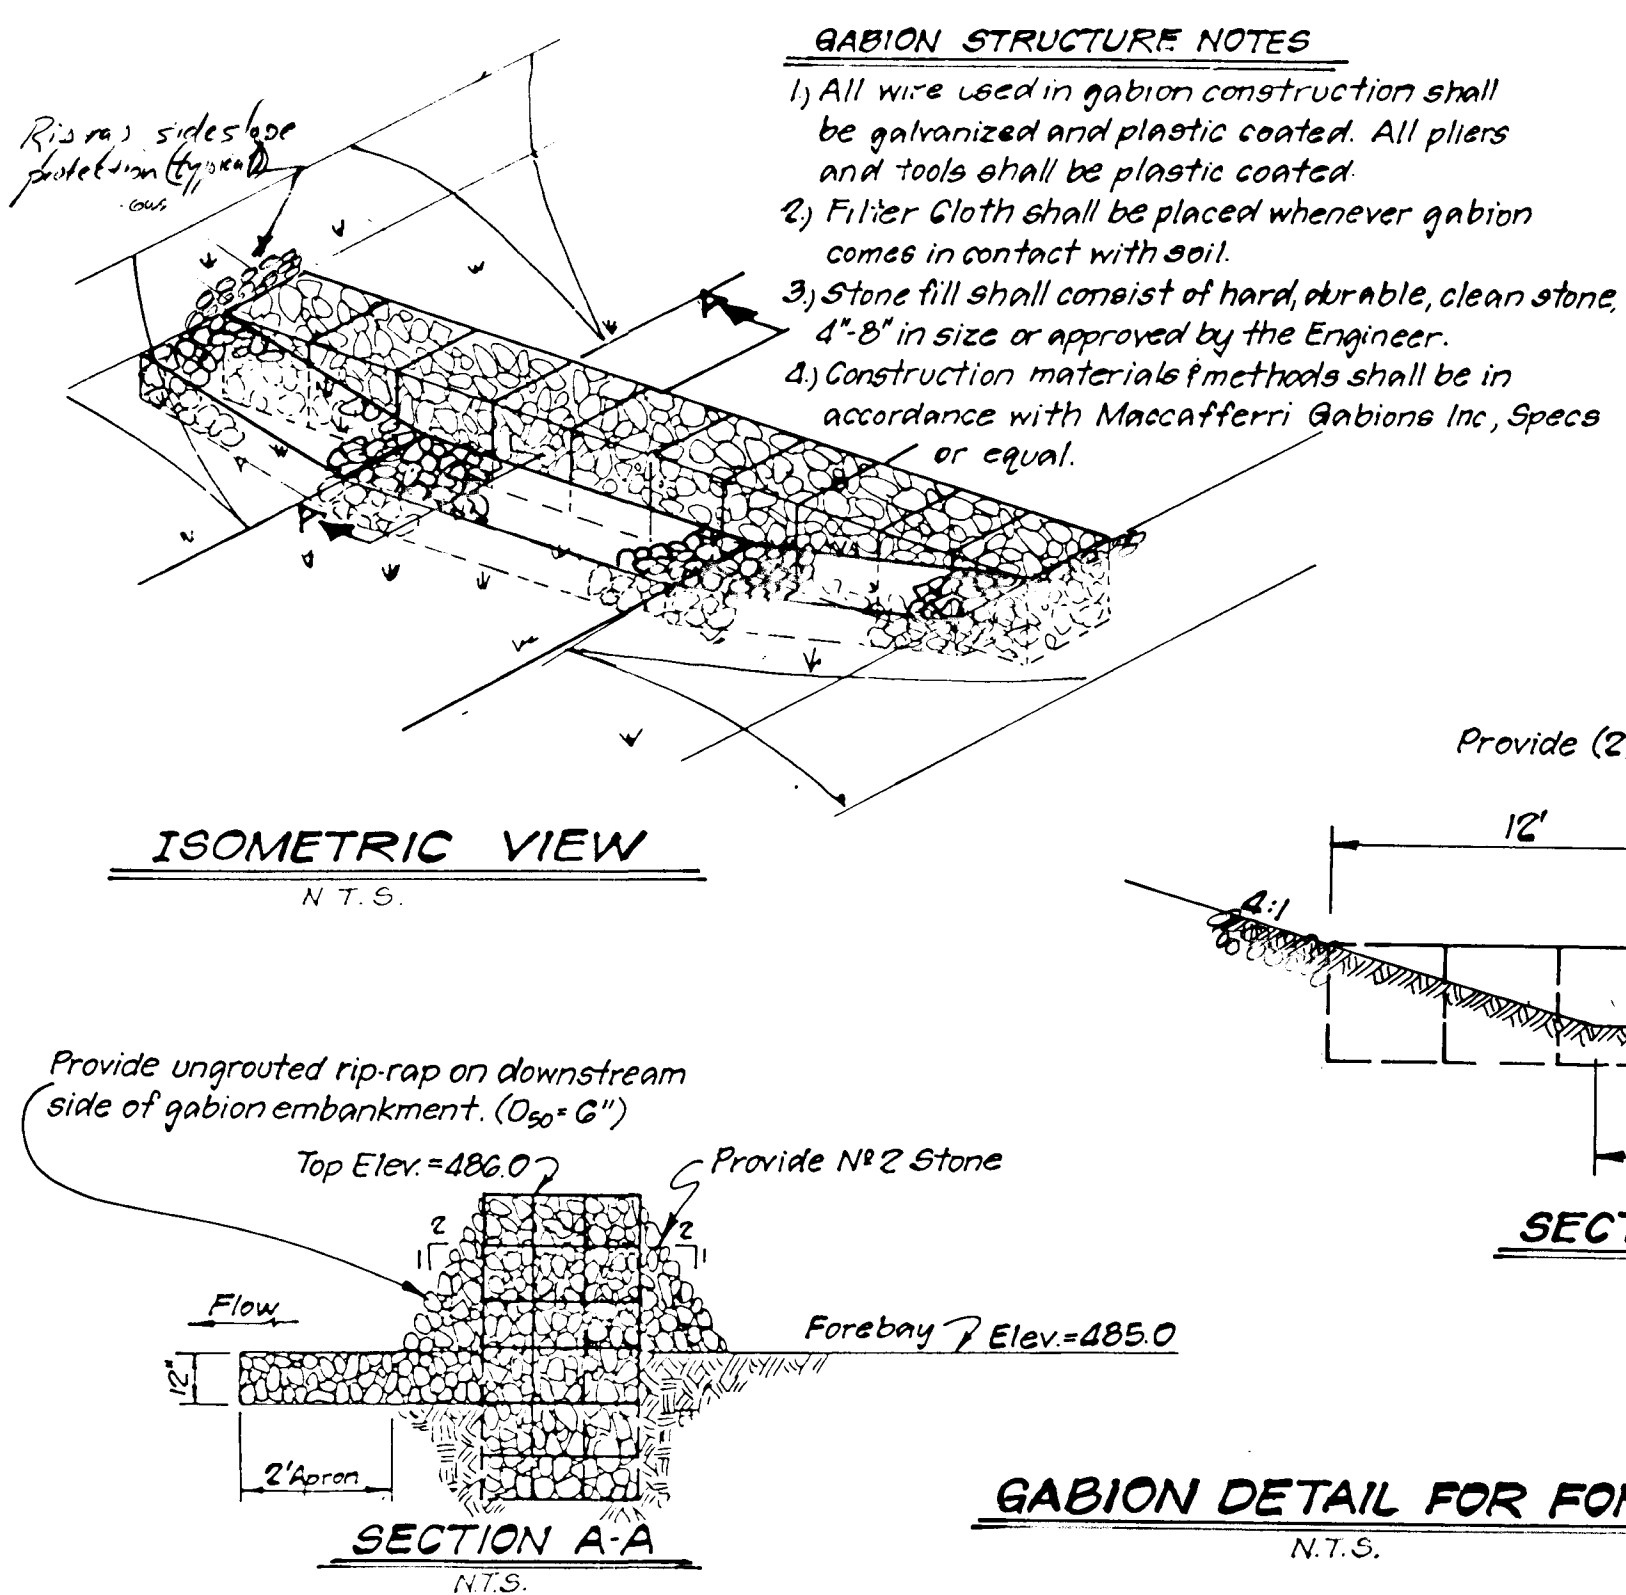 GABION STRUCTURE NOTES
1.) All wire used in gabion construction shall
be galvanized and plastic coated. All pliers
and tools shall be plastic coated.
2.) Filter Cloth shall be placed whenever gabion
comes in contact with soil.
3.) Stone fill shall consist of hard, durable, clean stone,
4"-8" in size or approved by the Engineer.
4.) Construction materials & methods shall be in
accordance with Maccafferri Gabions Inc, Specs
or equal.
Rip rap sideslope
protection (typical)
A
A
ISOMETRIC VIEW
N.T.S.
Provide (2
12'
4:1
SECT
Provide ungrouted rip-rap on downstream
side of gabion embankment. (D50= 6")
Top Elev.=486.0
Provide Nº 2 Stone
2
1
2
1
Flow
Forebay Elev.=485.0
12"
2' Apron
SECTION A-A
N.T.S.
GABION DETAIL FOR FOR
N.T.S.